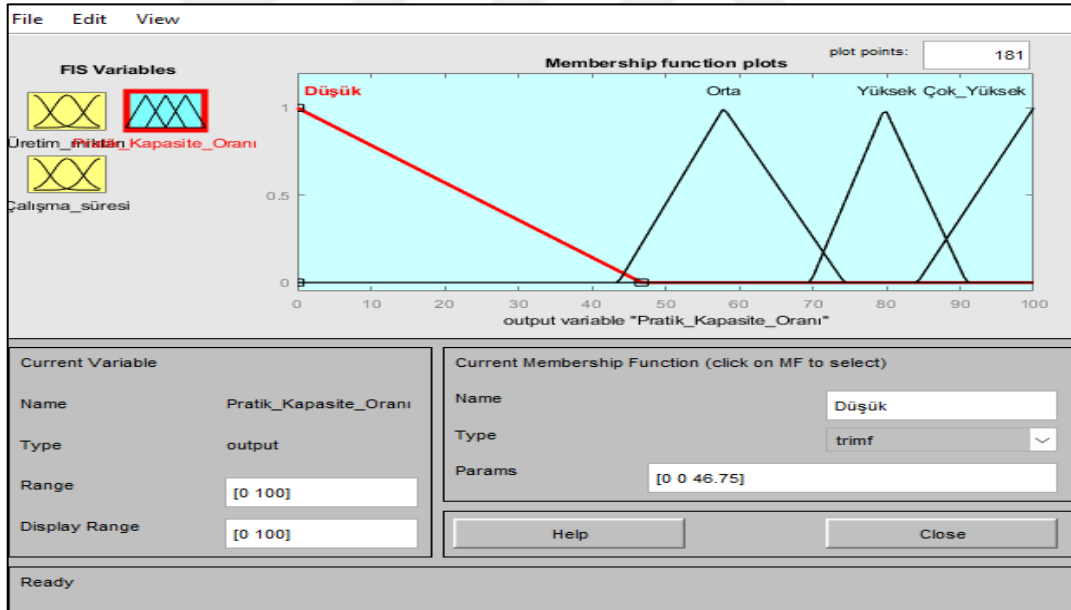 File Edit View
FIS Variables
Üretim_miktarı
Pratik_Kapasite_Oranı
Çalışma_süresi
Membership function plots
plot points: 181
Düşük Orta Yüksek Çok_Yüksek
1
0.5
0
0 10 20 30 40 50 60 70 80 90 100
output variable "Pratik_Kapasite_Oranı"
Current Variable
Name Pratik_Kapasite_Oranı
Type output
Range [0 100]
Display Range [0 100]
Current Membership Function (click on MF to select)
Name Düşük
Type trimf
Params [0 0 46.75]
Help Close
Ready